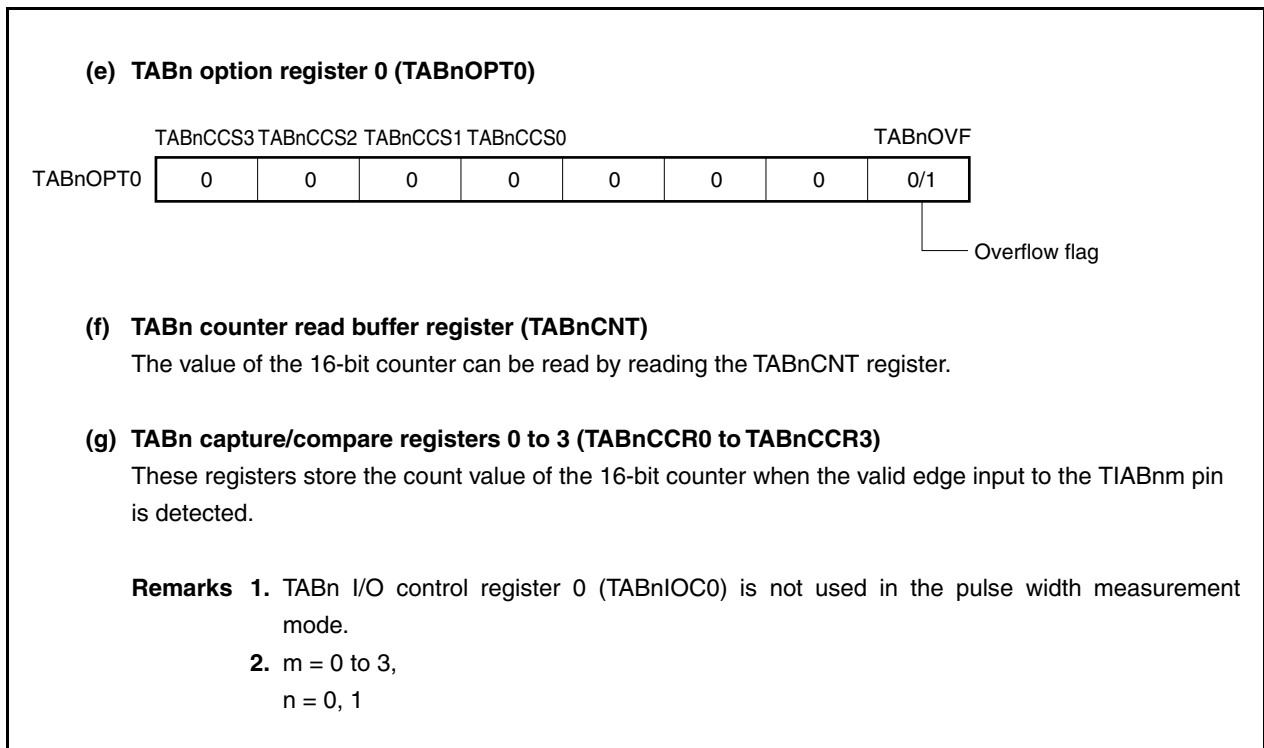 (e) TABn option register 0 (TABnOPT0)
TABnCCS3 TABnCCS2 TABnCCS1 TABnCCS0 TABnOVF
TABnOPT0 0 0 0 0 0 0 0 0/1
Overflow flag
(f) TABn counter read buffer register (TABnCNT)
The value of the 16-bit counter can be read by reading the TABnCNT register.
(g) TABn capture/compare registers 0 to 3 (TABnCCR0 to TABnCCR3)
These registers store the count value of the 16-bit counter when the valid edge input to the TIABnm pin
is detected.
Remarks 1. TABn I/O control register 0 (TABnIOC0) is not used in the pulse width measurement
mode.
2. m = 0 to 3,
n = 0, 1